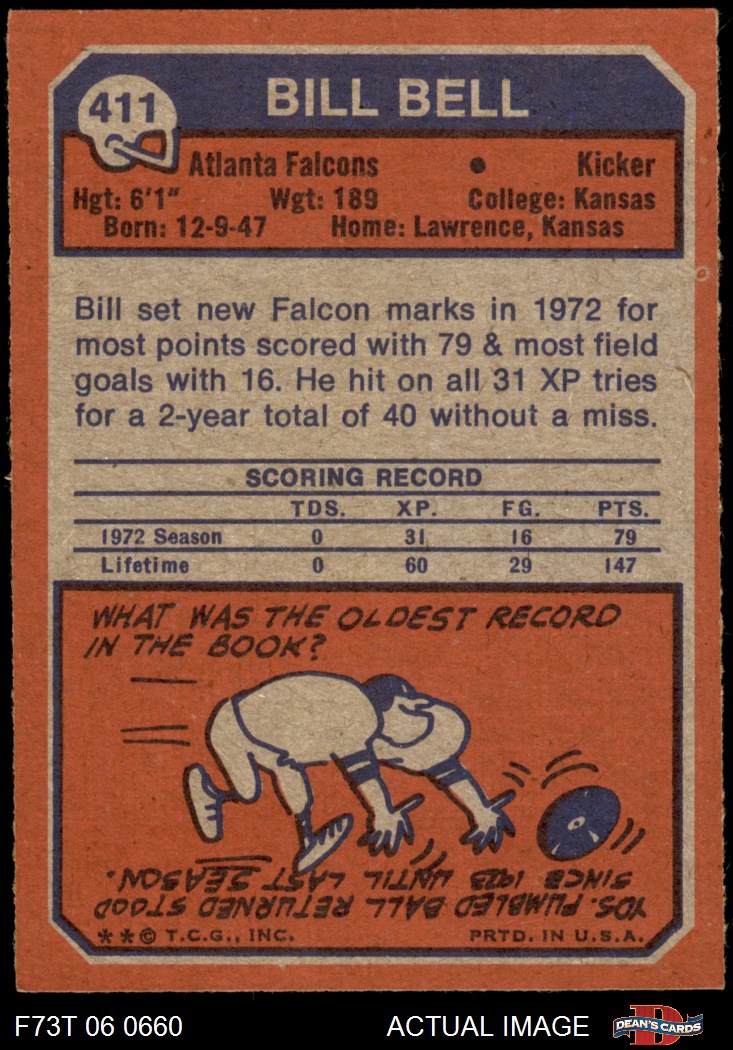 411
BILL BELL
Atlanta Falcons • Kicker
Hgt: 6'1" Wgt: 189 College: Kansas
Born: 12-9-47 Home: Lawrence, Kansas
Bill set new Falcon marks in 1972 for
most points scored with 79 & most field
goals with 16. He hit on all 31 XP tries
for a 2-year total of 40 without a miss.
SCORING RECORD
TDS. XP. FG. PTS.
1972 Season 0 31 16 79
Lifetime 0 60 29 147
WHAT WAS THE OLDEST RECORD
IN THE BOOK?
YDS. FUMBLED BALL RETURNED STOOD
SINCE 1923 UNTIL LAST SEASON.
**© T.C.G., INC. PRTD. IN U.S.A.
F73T 06 0660 ACTUAL IMAGE
D
DEAN'S CARDS